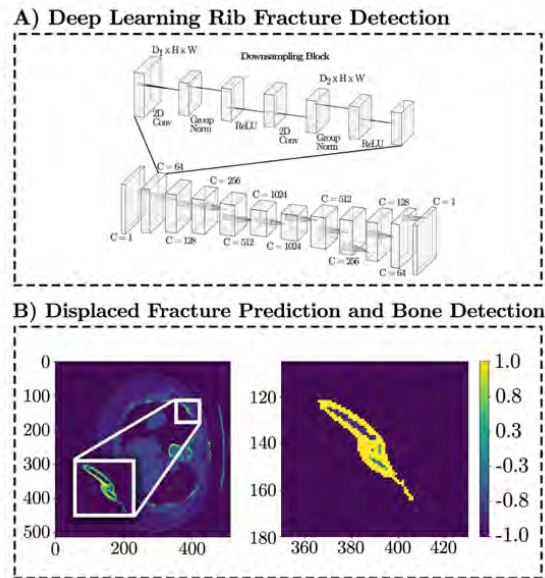 A) Deep Learning Rib Fracture Detection
D₁ x H x W
Downsampling Block
D₂ x H x W
2D
Conv
Group
Norm
ReLU
2D
Conv
Group
Norm
ReLU
C = 64
C = 256
C = 1024
C = 512
C = 128
C = 1
C = 1
C = 128
C = 512
C = 1024
C = 256
C = 64
B) Displaced Fracture Prediction and Bone Detection
0
100
200
300
400
500
0
200
400
120
140
160
180
360
380
400
420
1.0
0.8
0.3
-0.3
-0.8
-1.0